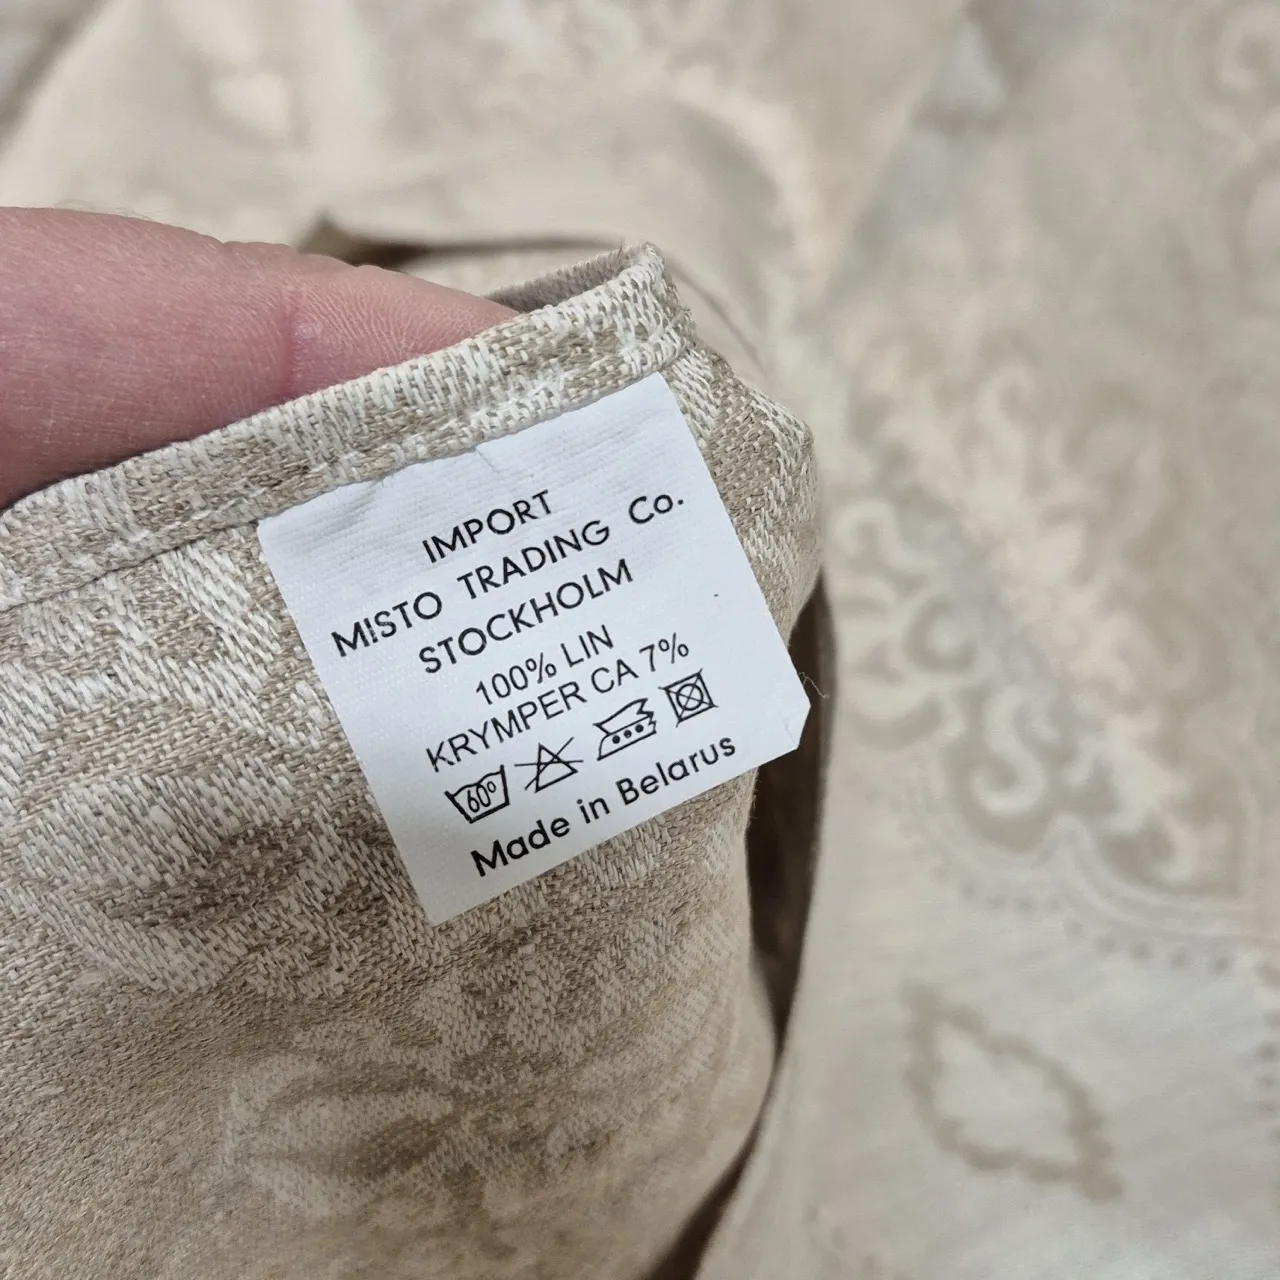 IMPORT
MISTO TRADING Co.
STOCKHOLM
100% LIN
KRYMPER CA 7%
60°
Made in Belarus